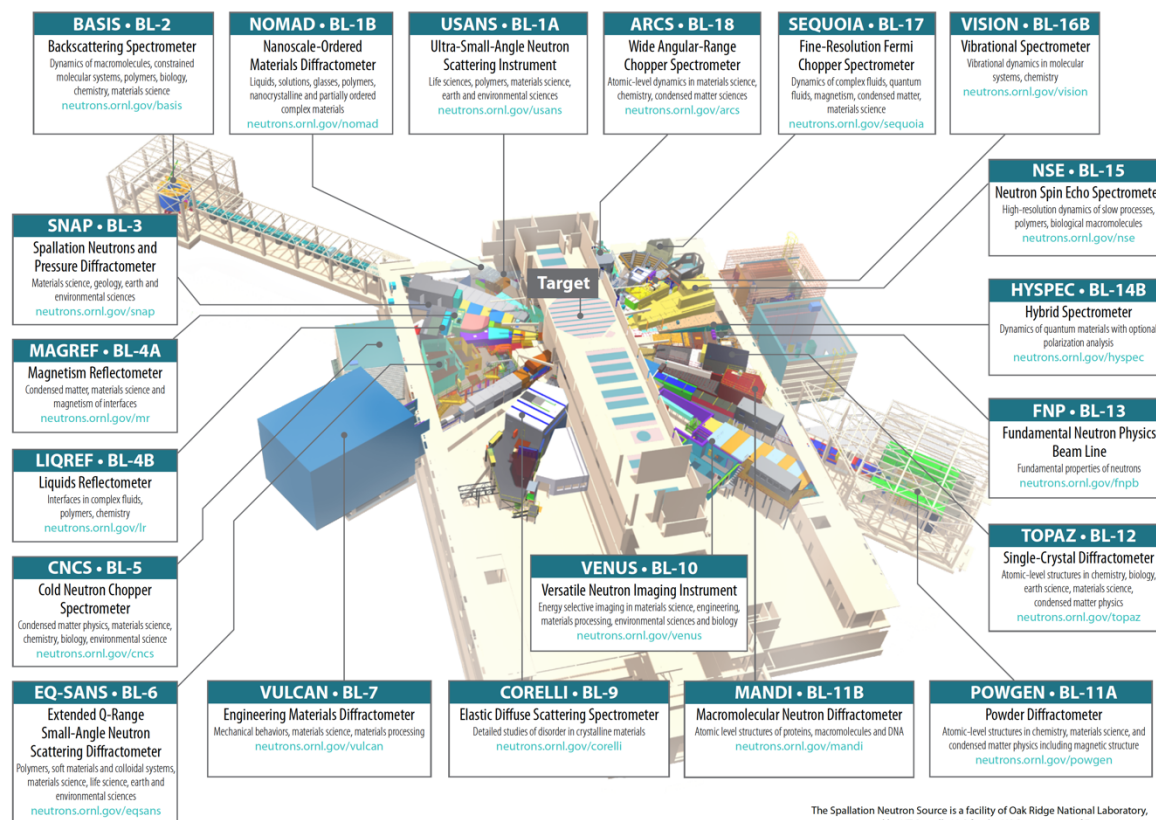 BASIS • BL-2
Backscattering Spectrometer
Dynamics of macromolecules, constrained
molecular systems, polymers, biology,
chemistry, materials science
neutrons.ornl.gov/basis
NOMAD • BL-1B
Nanoscale-Ordered
Materials Diffractometer
Liquids, solutions, glasses, polymers,
nanocrystalline and partially ordered
complex materials
neutrons.ornl.gov/nomad
USANS • BL-1A
Ultra-Small-Angle Neutron
Scattering Instrument
Life sciences, polymers, materials science,
earth and environmental sciences
neutrons.ornl.gov/usans
ARCS • BL-18
Wide Angular-Range
Chopper Spectrometer
Atomic-level dynamics in materials science,
chemistry, condensed matter sciences
neutrons.ornl.gov/arcs
SEQUOIA • BL-17
Fine-Resolution Fermi
Chopper Spectrometer
Dynamics of complex fluids, quantum
fluids, magnetism, condensed matter,
materials science
neutrons.ornl.gov/sequoia
VISION • BL-16B
Vibrational Spectrometer
Vibrational dynamics in molecular
systems, chemistry
neutrons.ornl.gov/vision
NSE • BL-15
Neutron Spin Echo Spectromete
High-resolution dynamics of slow processes,
polymers, biological macromolecules
neutrons.ornl.gov/nse
SNAP • BL-3
Spallation Neutrons and
Pressure Diffractometer
Materials science, geology, earth and
environmental sciences
neutrons.ornl.gov/snap
Target
HYSPEC • BL-14B
Hybrid Spectrometer
Dynamics of quantum materials with optional
polarization analysis
neutrons.ornl.gov/hyspec
MAGREF • BL-4A
Magnetism Reflectometer
Condensed matter, materials science and
magnetism of interfaces
neutrons.ornl.gov/mr
FNP • BL-13
Fundamental Neutron Physics
Beam Line
Fundamental properties of neutrons
neutrons.ornl.gov/fnpb
LIQREF • BL-4B
Liquids Reflectometer
Interfaces in complex fluids,
polymers, chemistry
neutrons.ornl.gov/lr
TOPAZ • BL-12
Single-Crystal Diffractometer
Atomic-level structures in chemistry, biology,
earth science, materials science,
condensed matter physics
neutrons.ornl.gov/topaz
CNCS • BL-5
Cold Neutron Chopper
Spectrometer
Condensed matter physics, materials science,
chemistry, biology, environmental science
neutrons.ornl.gov/cncs
VENUS • BL-10
Versatile Neutron Imaging Instrument
Energy selective imaging in materials science, engineering,
materials processing, environmental sciences and biology
neutrons.ornl.gov/venus
EQ-SANS • BL-6
Extended Q-Range
Small-Angle Neutron
Scattering Diffractometer
Polymers, soft materials and colloidal systems,
materials science, life science, earth and
environmental sciences
neutrons.ornl.gov/eqsans
VULCAN • BL-7
Engineering Materials Diffractometer
Mechanical behaviors, materials science, materials processing
neutrons.ornl.gov/vulcan
CORELLI • BL-9
Elastic Diffuse Scattering Spectrometer
Detailed studies of disorder in crystalline materials
neutrons.ornl.gov/corelli
MANDI • BL-11B
Macromolecular Neutron Diffractometer
Atomic level structures of proteins, macromolecules and DNA
neutrons.ornl.gov/mandi
POWGEN • BL-11A
Powder Diffractometer
Atomic-level structures in chemistry, materials science, and
condensed matter physics including magnetic structure
neutrons.ornl.gov/powgen
The Spallation Neutron Source is a facility of Oak Ridge National Laboratory,